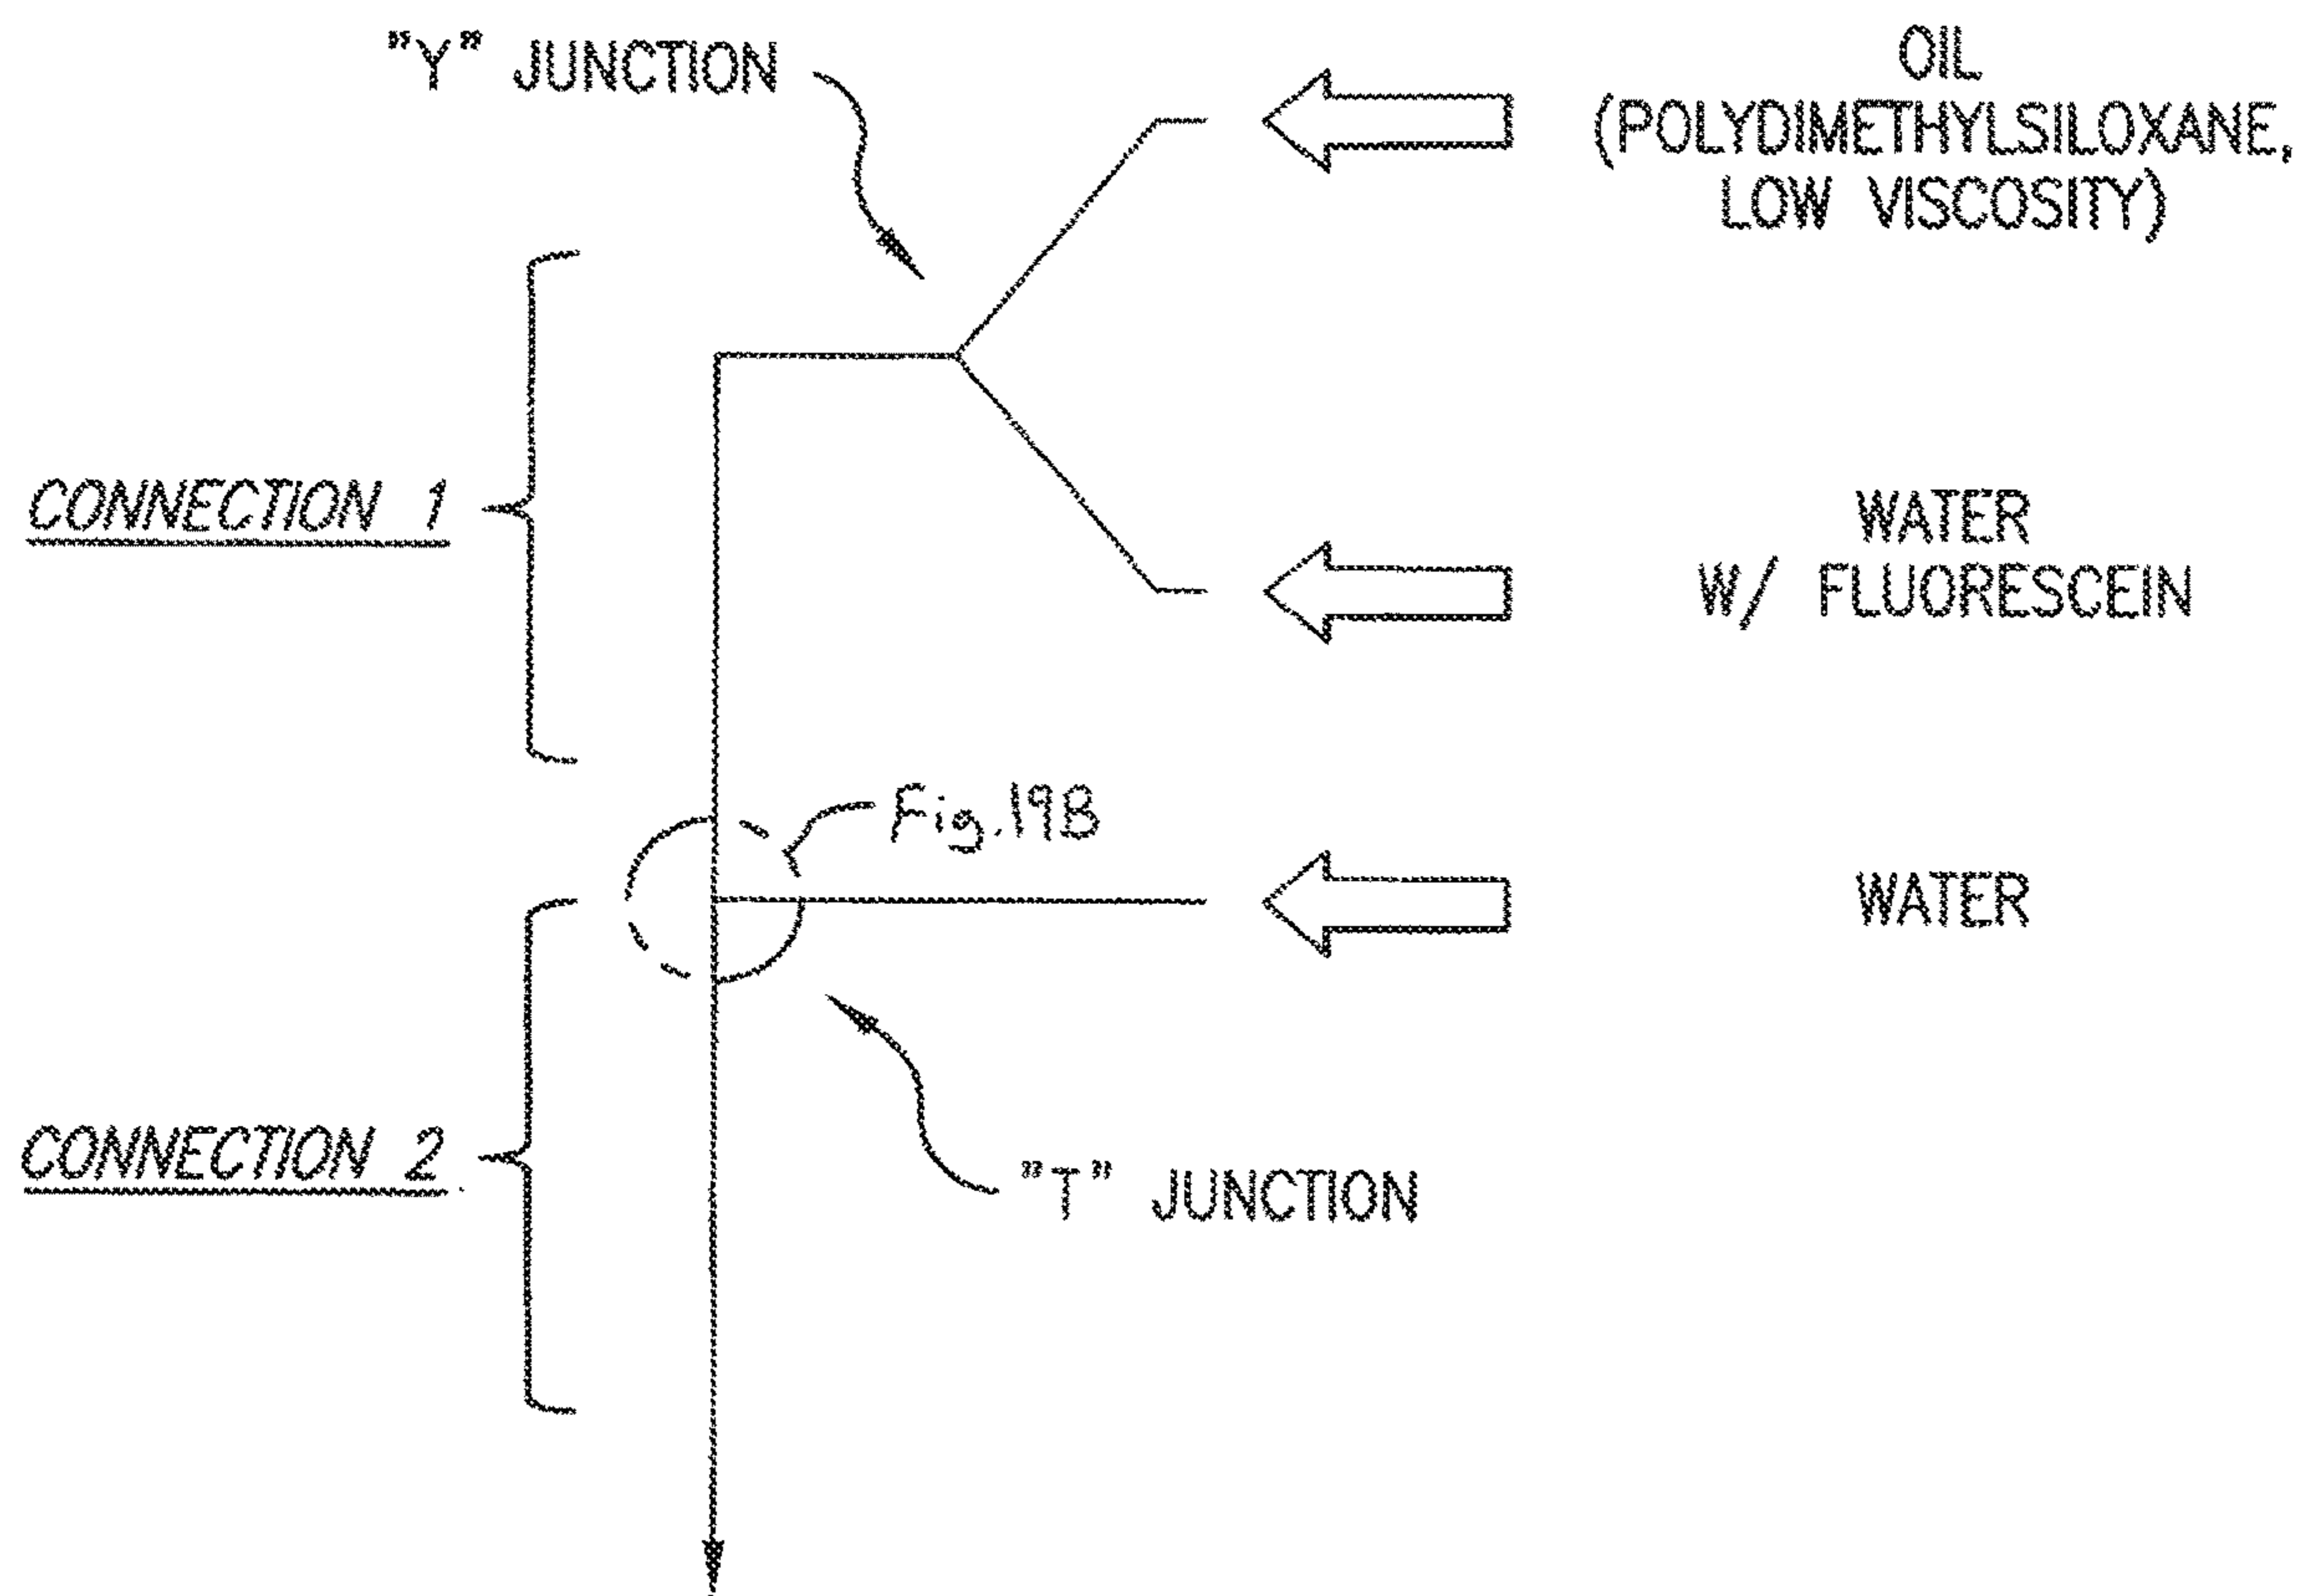 "Y" JUNCTION
OIL
(POLYDIMETHYLSILOXANE,
LOW VISCOSITY)
CONNECTION 1
WATER
W/ FLUORESCEIN
Fig.19B
WATER
CONNECTION 2
"T" JUNCTION